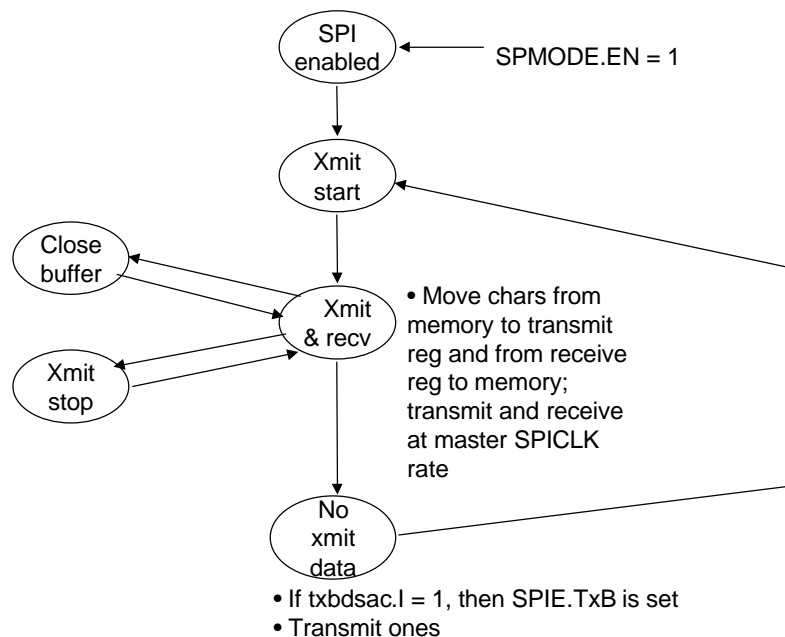 SPI
enabled
SPMODE.EN = 1
Xmit
start
Close
buffer
Xmit
& recv
• Move chars from
memory to transmit
reg and from receive
reg to memory;
transmit and receive
at master SPICLK
rate
Xmit
stop
No
xmit
data
• If txbdsac.I = 1, then SPIE.TxB is set
• Transmit ones